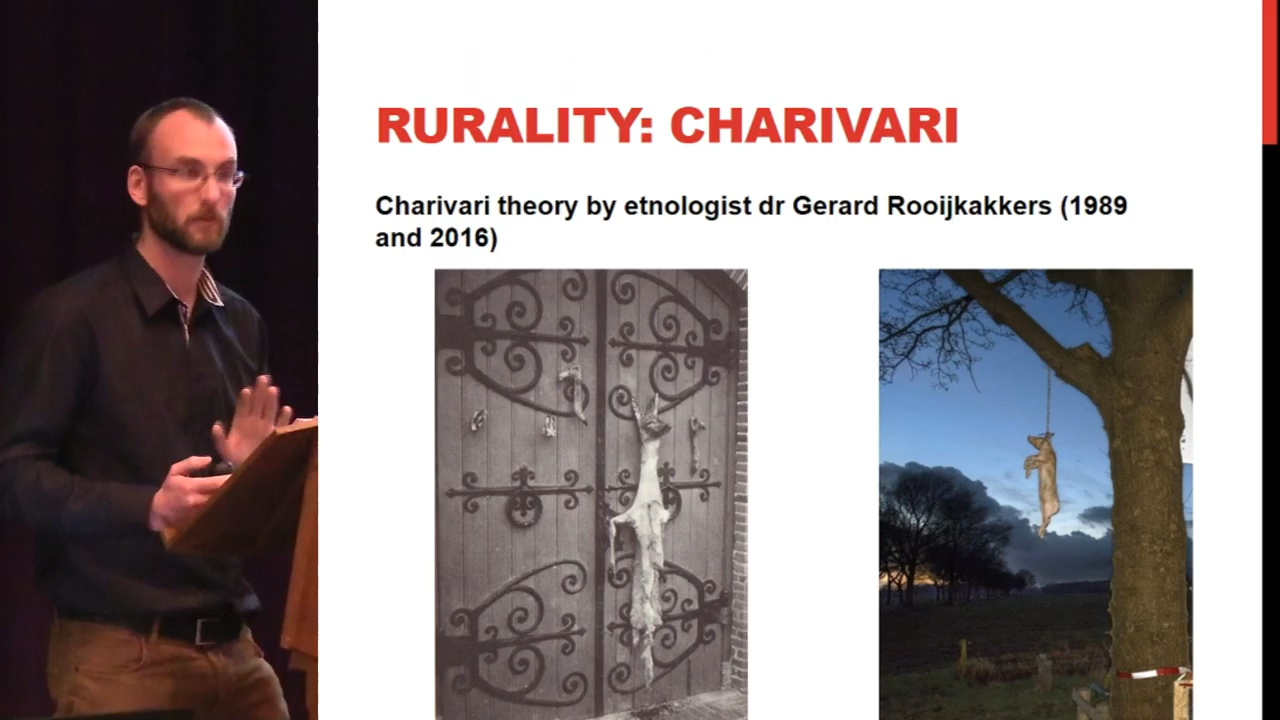 RURALITY: CHARIVARI
Charivari theory by etnologist dr Gerard Rooijkakkers (1989
and 2016)